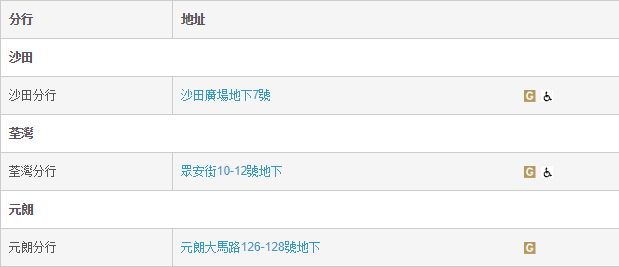 分行 地址
沙田
沙田分行 沙田廣場地下7號 G
荃灣
荃灣分行 眾安街10-12號地下 G
元朗
元朗分行 元朗大馬路126-128號地下 G